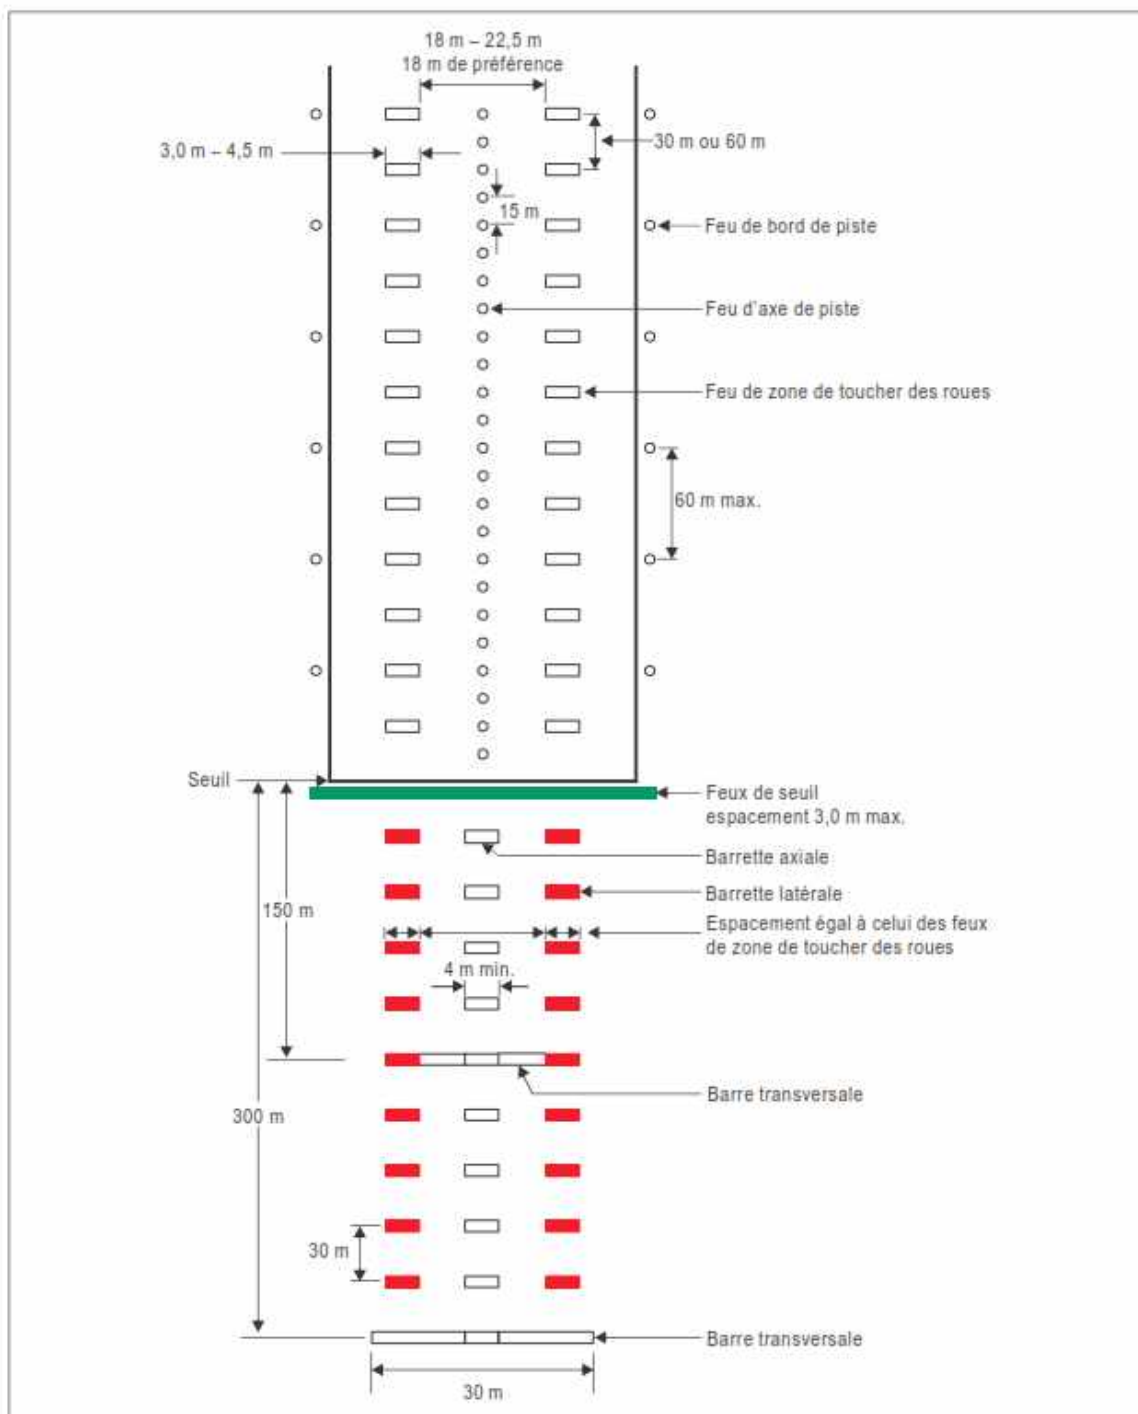 18 m – 22,5 m
18 m de préférence
3,0 m – 4,5 m
30 m ou 60 m
15 m
Feu de bord de piste
Feu d'axe de piste
Feu de zone de toucher des roues
60 m max.
Seuil
Feux de seuil
espacement 3,0 m max.
Barrette axiale
Barrette latérale
150 m
Espacement égal à celui des feux
de zone de toucher des roues
4 m min.
Barre transversale
300 m
30 m
Barre transversale
30 m